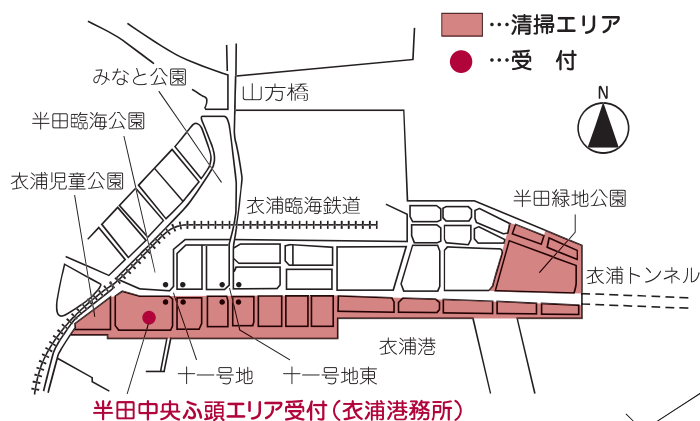 …清掃エリア
…受　付
N
みなと公園
山方橋
半田臨海公園
衣浦児童公園
衣浦臨海鉄道
半田緑地公園
衣浦トンネル
衣浦港
十一号地
十一号地東
半田中央ふ頭エリア受付（衣浦港務所）